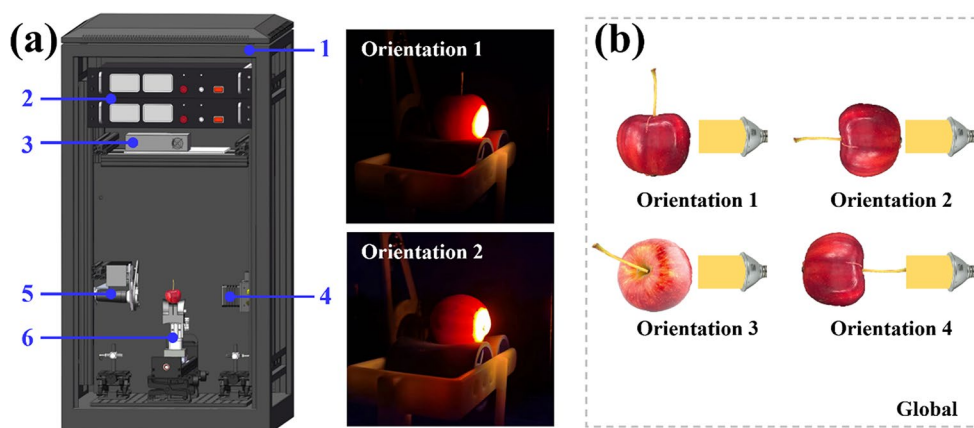 (a)
1
2
3
4
5
6
Orientation 1
Orientation 2
(b)
Orientation 1
Orientation 2
Orientation 3
Orientation 4
Global